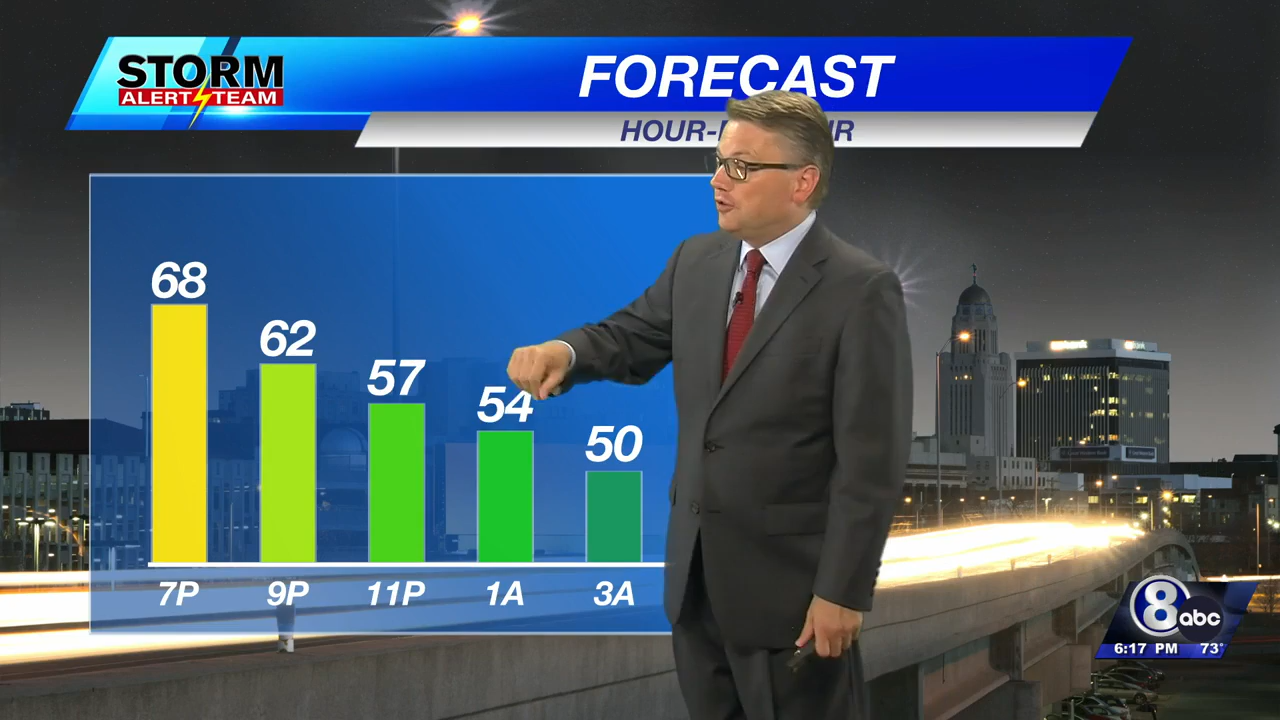 STORM
ALERT TEAM
FORECAST
HOUR-
68
62
57
54
50
7P
9P
11P
1A
3A
8 abc
6:17 PM 73°